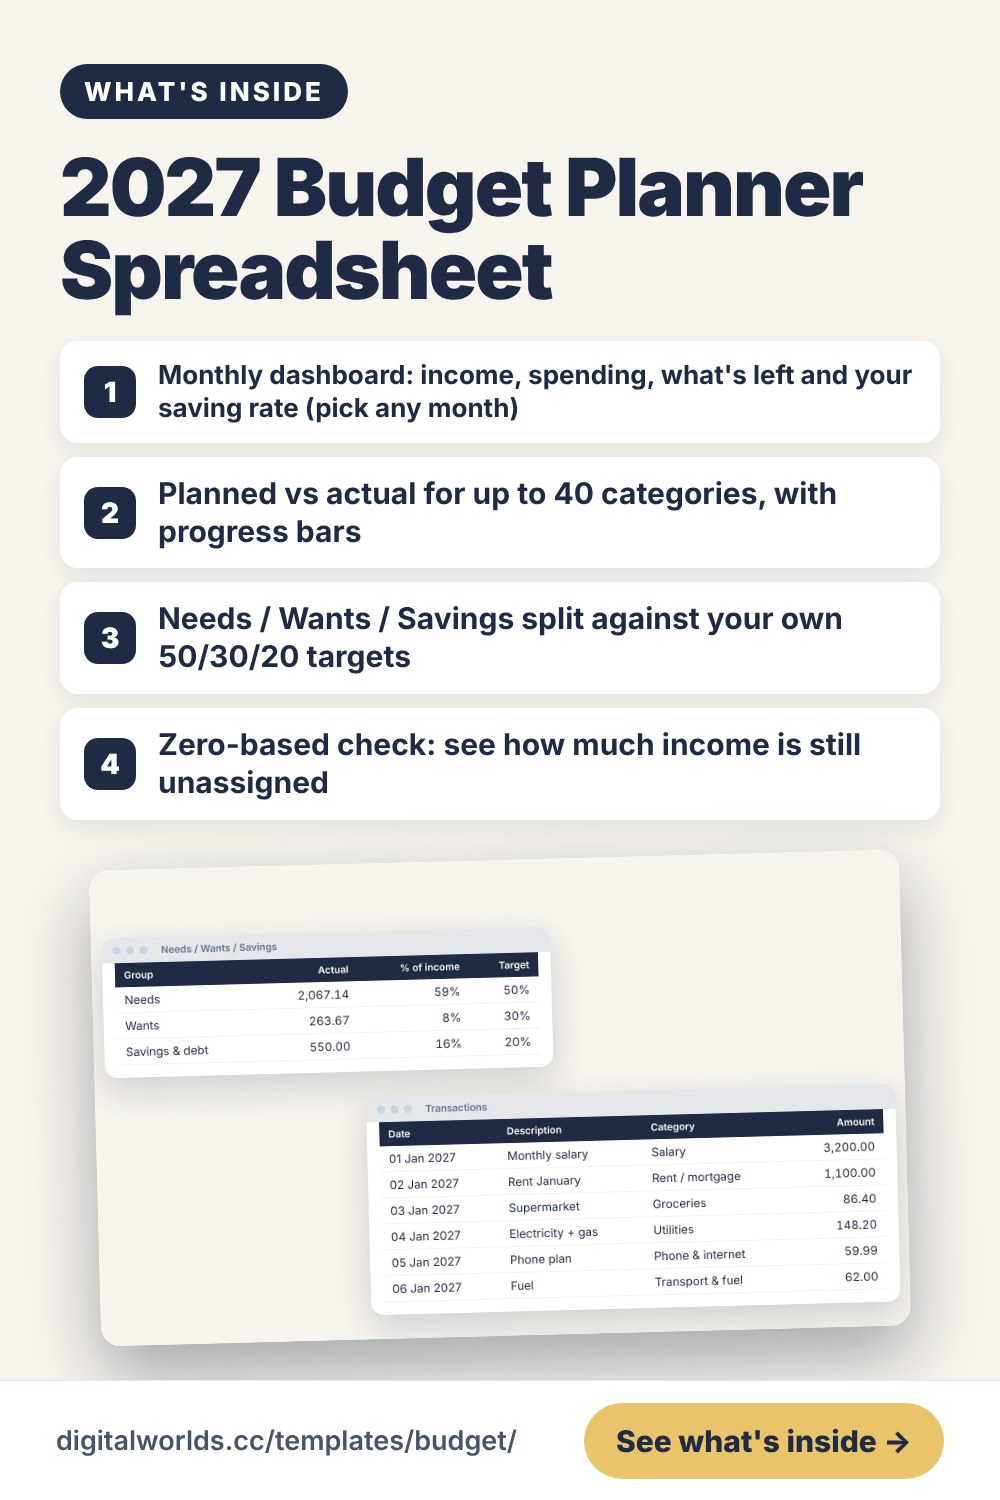 WHAT'S INSIDE
2027 Budget Planner
Spreadsheet
1
Monthly dashboard: income, spending, what's left and your
saving rate (pick any month)
2
Planned vs actual for up to 40 categories, with
progress bars
3
Needs / Wants / Savings split against your own
50/30/20 targets
4
Zero-based check: see how much income is still
unassigned
Needs / Wants / Savings
Group Actual % of income Target
Needs 2,067.14 59% 50%
Wants 263.67 8% 30%
Savings & debt 550.00 16% 20%
Transactions
Date Description Category Amount
01 Jan 2027 Monthly salary Salary 3,200.00
02 Jan 2027 Rent January Rent / mortgage 1,100.00
03 Jan 2027 Supermarket Groceries 86.40
04 Jan 2027 Electricity + gas Utilities 148.20
05 Jan 2027 Phone plan Phone & internet 59.99
06 Jan 2027 Fuel Transport & fuel 62.00
digitalworlds.cc/templates/budget/
See what's inside →